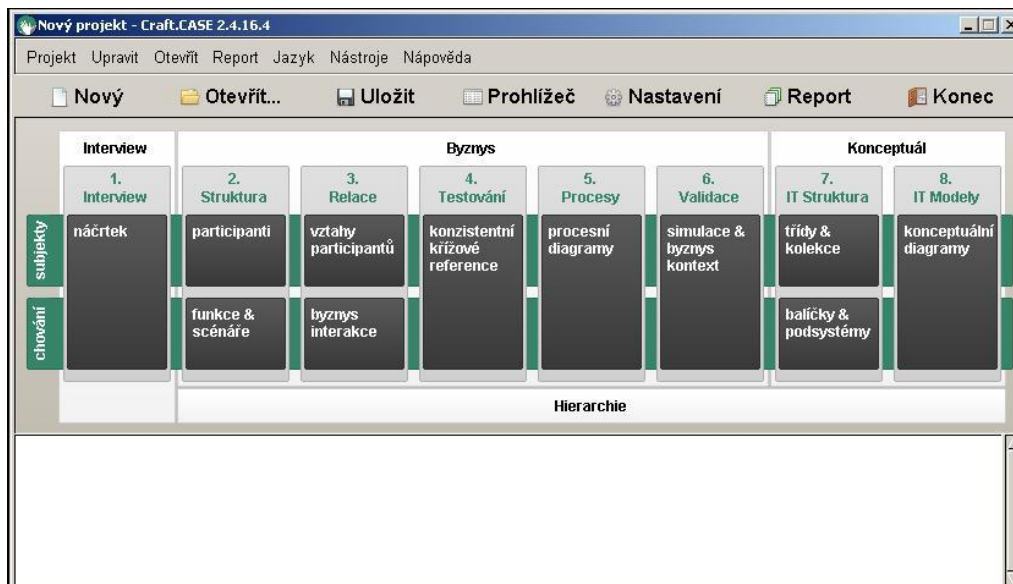 Nový projekt - Craft.CASE 2.4.16.4
Projekt Upravit Otevřít Report Jazyk Nástroje Nápověda
Nový Otevřít... Uložit Prohlížeč Nastavení Report Konec
Interview Byznys Konceptuál
1. 2. 3. 4. 5. 6. 7. 8.
Interview Struktura Relace Testování Procesy Validace IT Struktura IT Modely
subjekty
náčrtek
participanti
vztahy
participantů
konzistentní
křížové
reference
procesní
diagramy
simulace &
byznys
kontext
třídy &
kolekce
konceptuální
diagramy
chování
funkce &
scénáře
byznys
interakce
balíčky &
podsystémy
Hierarchie